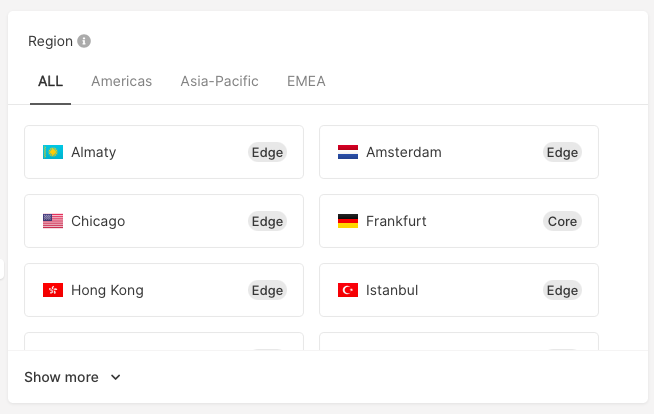 Region
ALL Americas Asia-Pacific EMEA
Almaty Edge Amsterdam Edge
Chicago Edge Frankfurt Core
Hong Kong Edge Istanbul Edge
Show more